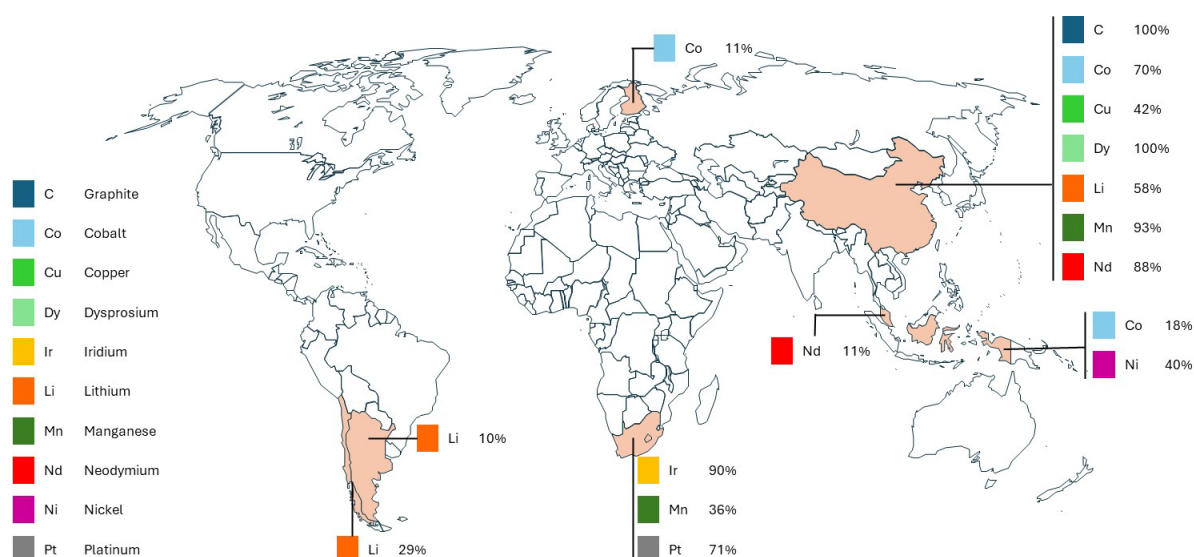 Co 11%
C 100%
Co 70%
Cu 42%
Dy 100%
Li 58%
Mn 93%
Nd 88%
C Graphite
Co Cobalt
Cu Copper
Dy Dysprosium
Ir Iridium
Li Lithium
Mn Manganese
Nd Neodymium
Ni Nickel
Pt Platinum
Nd 11%
Co 18%
Ni 40%
Li 10%
Li 29%
Ir 90%
Mn 36%
Pt 71%